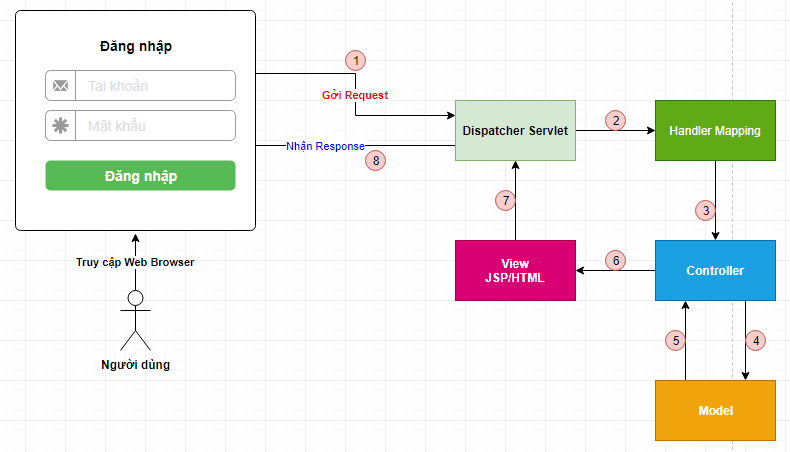 Đăng nhập
Tài khoản
Mật khẩu
Đăng nhập
Truy cập Web Browser
Người dùng
1
Gởi Request
Nhận Response
8
Dispatcher Servlet
2
Handler Mapping
3
7
View
JSP/HTML
6
Controller
5
4
Model